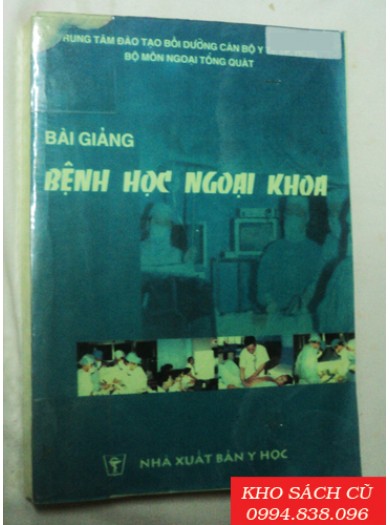 TRUNG TÂM ĐÀO TẠO BỒI DƯỠNG CÁN BỘ Y
BỘ MÔN NGOẠI TỔNG QUÁT
BÀI GIẢNG
BỆNH HỌC NGOẠI KHOA
NHÀ XUẤT BẢN Y HỌC
KHO SÁCH CŨ
0994.838.096